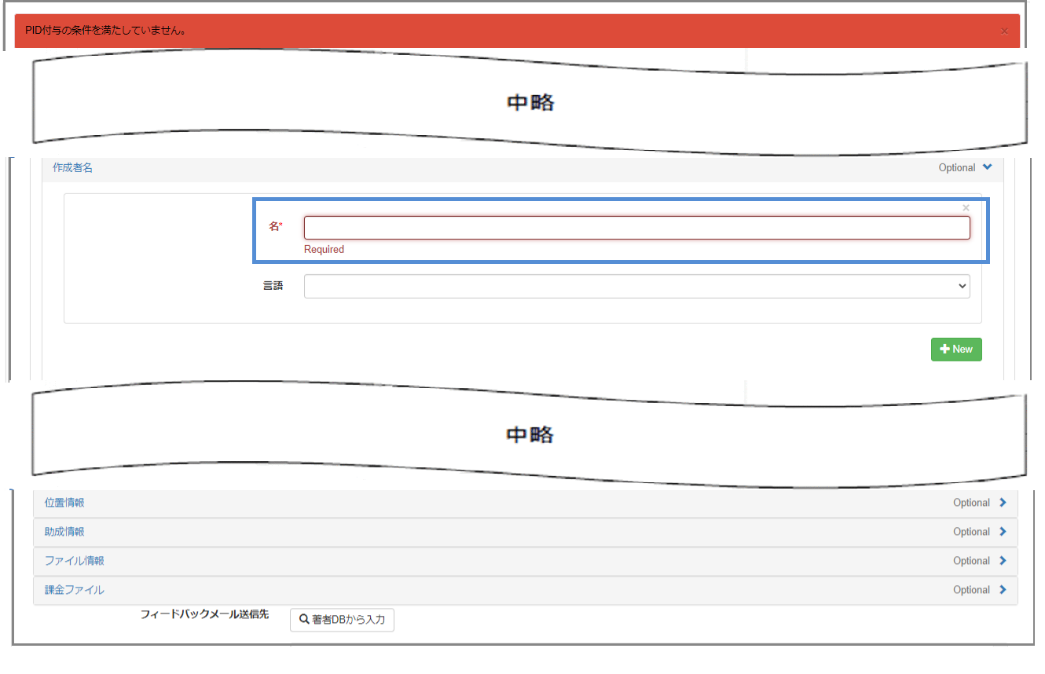 PID付与の条件を満たしていません。 ×
中略
作成者名 Optional
×
名*
Required
言語
+ New
中略
位置情報 Optional
助成情報 Optional
ファイル情報 Optional
課金ファイル Optional
フィードバックメール送信先 著者DBから入力